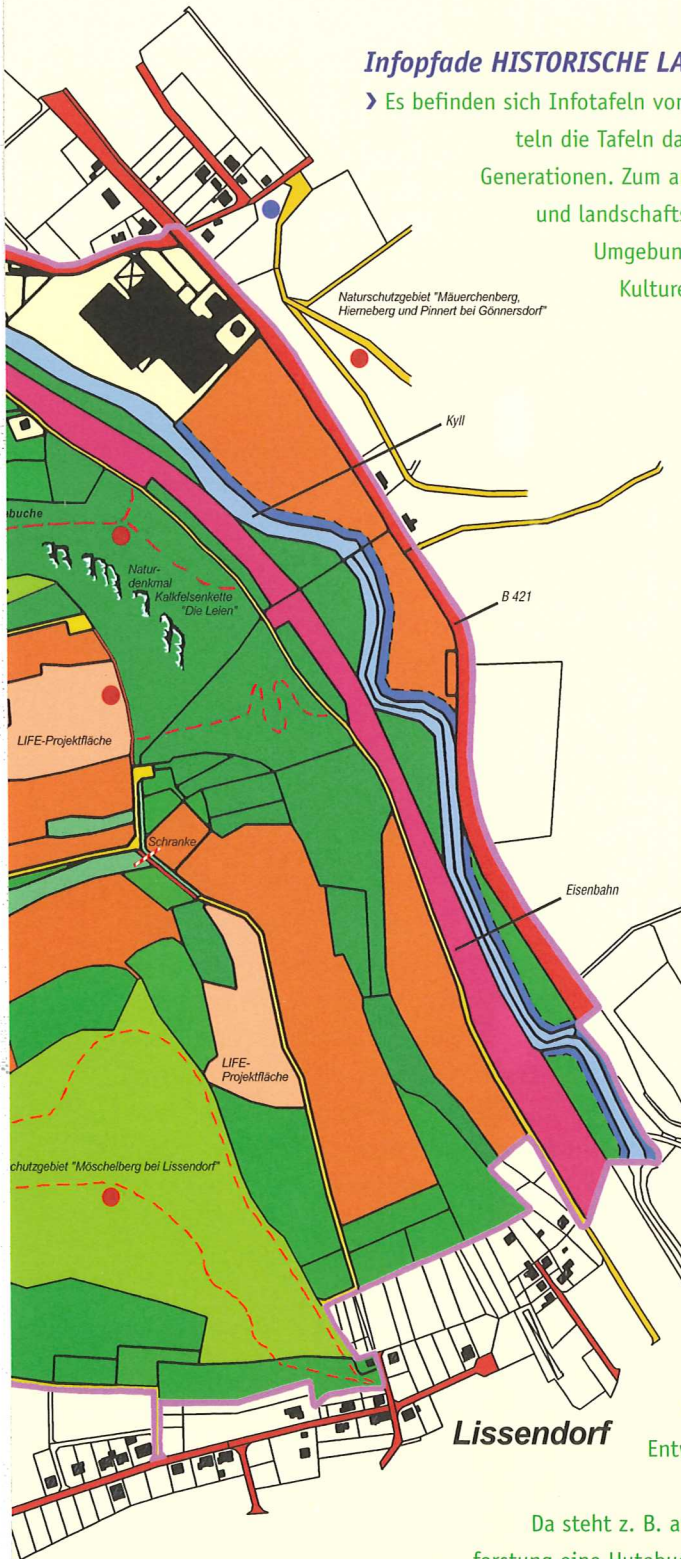 Infopfade HISTORISCHE LA
❯ Es befinden sich Infotafeln vor
teln die Tafeln da
Generationen. Zum a
und landschafts
Umgebun
Kulture
Naturschutzgebiet "Mäuerchenberg,
Hierneberg und Pinnert bei Gönnersdorf"
Kyll
buche
Natur-
denkmal
Kalkfelsenkette
"Die Leien"
B 421
LIFE-Projektfläche
Schranke
Eisenbahn
LIFE-
Projektfläche
chutzgebiet "Möschelberg bei Lissendorf"
Lissendorf
Entw
Da steht z. B. a
forstung eine Hutebu